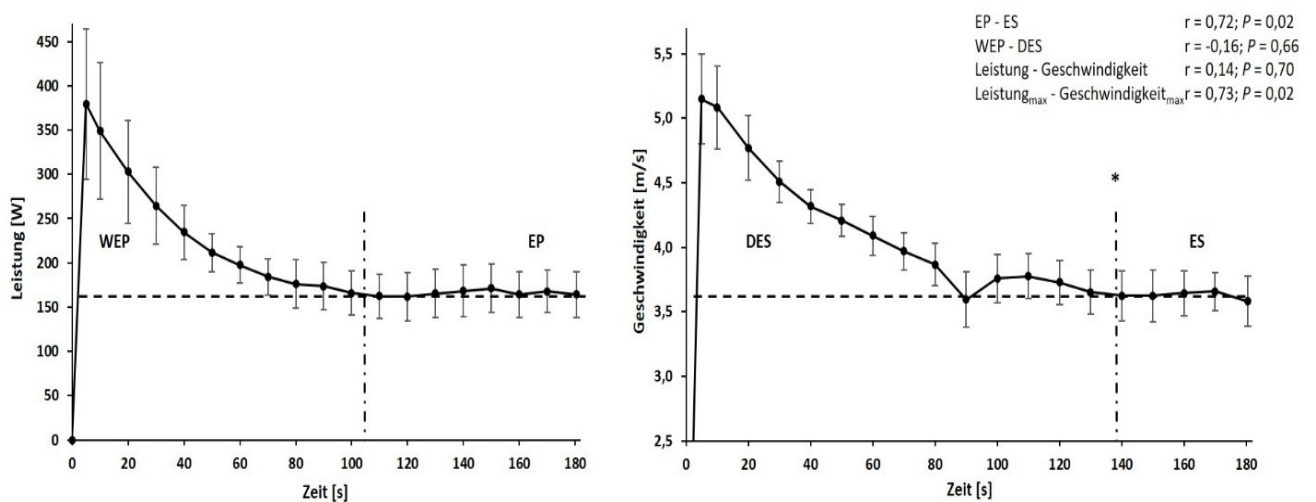 EP - ES r = 0,72; P = 0,02
WEP - DES r = -0,16; P = 0,66
Leistung - Geschwindigkeit r = 0,14; P = 0,70
Leistungmax - Geschwindigkeitmax r = 0,73; P = 0,02
Leistung [W]
450
400
350
300
250
200
150
100
50
0
WEP
EP
0 20 40 60 80 100 120 140 160 180
Zeit [s]
Geschwindigkeit [m/s]
5,5
5,0
4,5
4,0
3,5
3,0
2,5
*
DES
ES
0 20 40 60 80 100 120 140 160 180
Zeit [s]